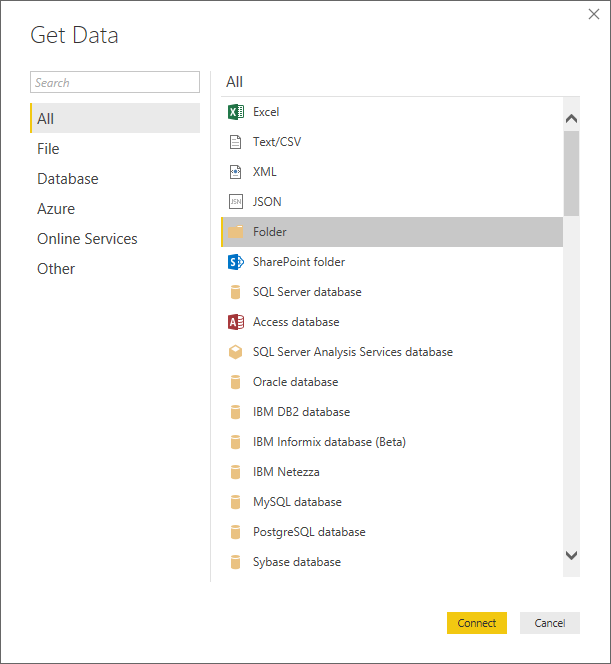 Get Data
Search
All
File
Database
Azure
Online Services
Other
All
Excel
Text/CSV
XML
JSON
Folder
SharePoint folder
SQL Server database
Access database
SQL Server Analysis Services database
Oracle database
IBM DB2 database
IBM Informix database (Beta)
IBM Netezza
MySQL database
PostgreSQL database
Sybase database
Connect
Cancel